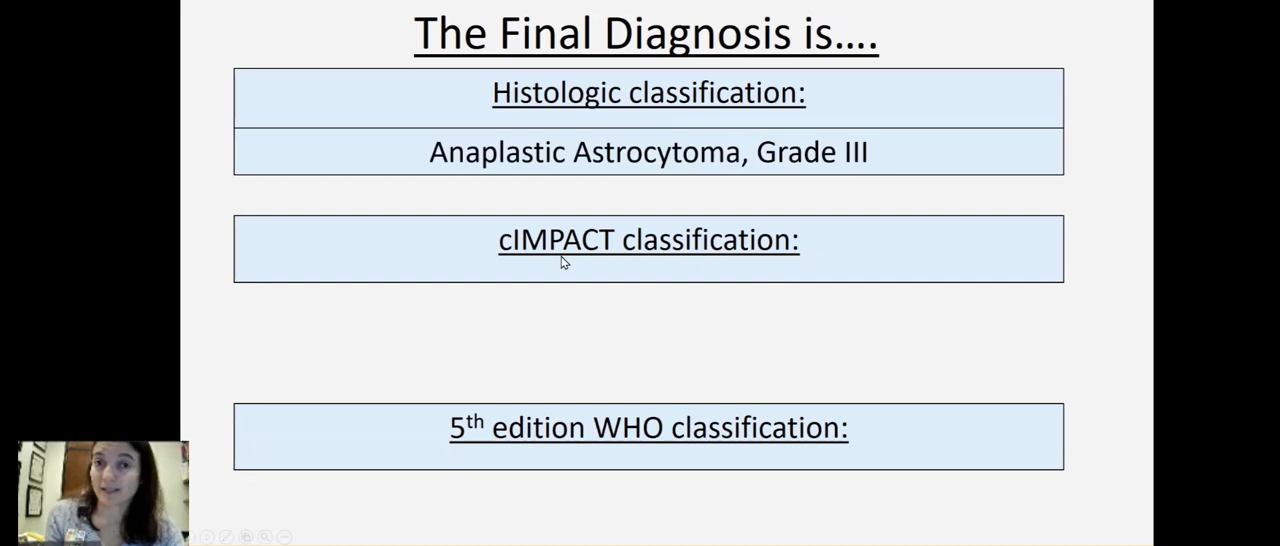 The Final Diagnosis is….
Histologic classification:
Anaplastic Astrocytoma, Grade III
cIMPACT classification:
5th edition WHO classification: